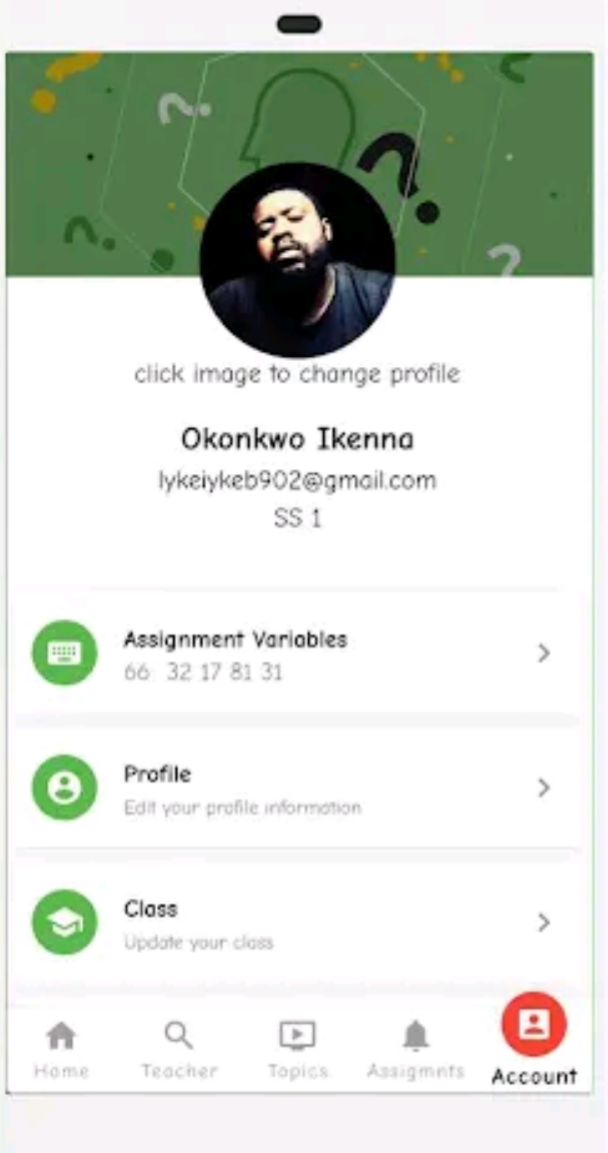 click image to change profile
Okonkwo Ikenna
lykeiykeb902@gmail.com
SS 1
Assignment Variables
66 32 17 81 31
Profile
Edit your profile information
Class
Update your class
Home
Teacher
Topics
Assigmnts
Account